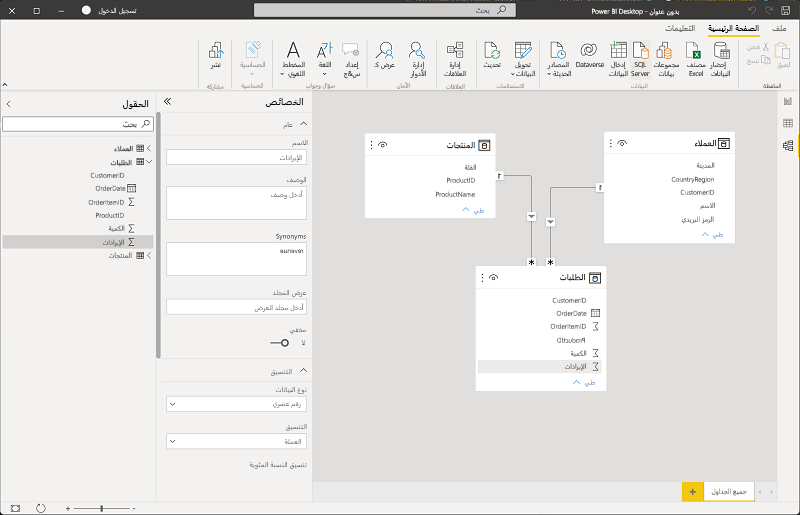 بدون عنوان - Power BI Desktop
بحث
تسجيل الدخول
ملف
الصفحة الرئيسية
التعليمات
لصق
قص
نسخ
الحافظة
إحضار البيانات
مصنف Excel
مجموعات بيانات
SQL Server
إدخال البيانات
Dataverse
المصادر الحديثة
البيانات
تحويل البيانات
تحديث
الاستعلامات
إدارة العلاقات
العلاقات
إدارة الأدوار
عرض كـ
الأمان
إعداد س&ج
اللغة
المخطط اللغوي
سؤال وجواب
الحساسية
الحساسية
نشر
مشاركة
العملاء
المدينة
CountryRegion
CustomerID
الاسم
الرمز البريدي
طي
المنتجات
الفئة
ProductID
ProductName
طي
1
1
*
*
الطلبات
CustomerID
OrderDate
OrderItemID
ProductID
الكمية
الإيرادات
طي
جميع الجداول
+
الخصائص
عام
الاسم
الإيرادات
الوصف
أدخل وصف
Synonyms
revenue
عرض المجلد
أدخل مجلد العرض
مخفي
لا
التنسيق
نوع البيانات
رقم عشري
التنسيق
العملة
تنسيق النسبة المئوية
الحقول
بحث
العملاء
الطلبات
CustomerID
OrderDate
OrderItemID
ProductID
الكمية
الإيرادات
المنتجات
- +